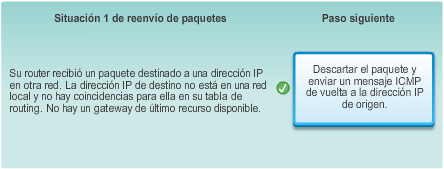 Situación 1 de reenvío de paquetes
Paso siguiente
Su router recibió un paquete destinado a una dirección IP
en otra red. La dirección IP de destino no está en una red
local y no hay coincidencias para ella en su tabla de
routing. No hay un gateway de último recurso disponible.
Descartar el paquete y
enviar un mensaje ICMP
de vuelta a la dirección IP
de origen.